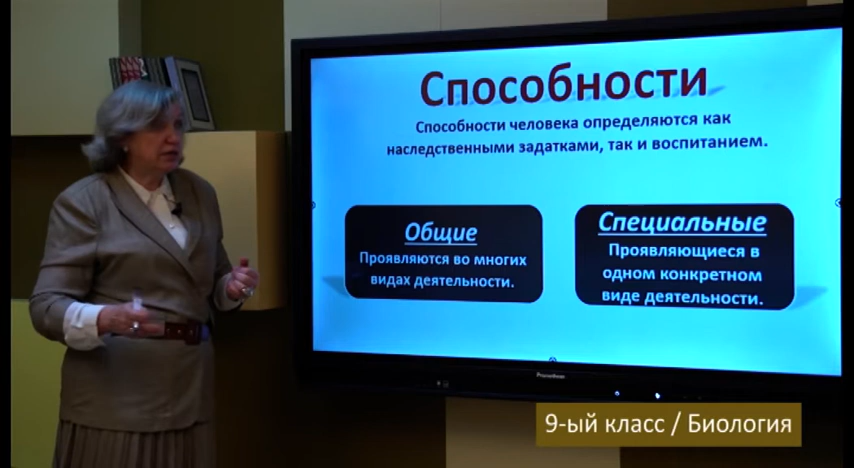 Способности
Способности человека определяются как
наследственными задатками, так и воспитанием.
Общие
Проявляются во многих
видах деятельности.
Специальные
Проявляющиеся в
одном конкретном
виде деятельности.
Promethean
9-ый класс / Биология